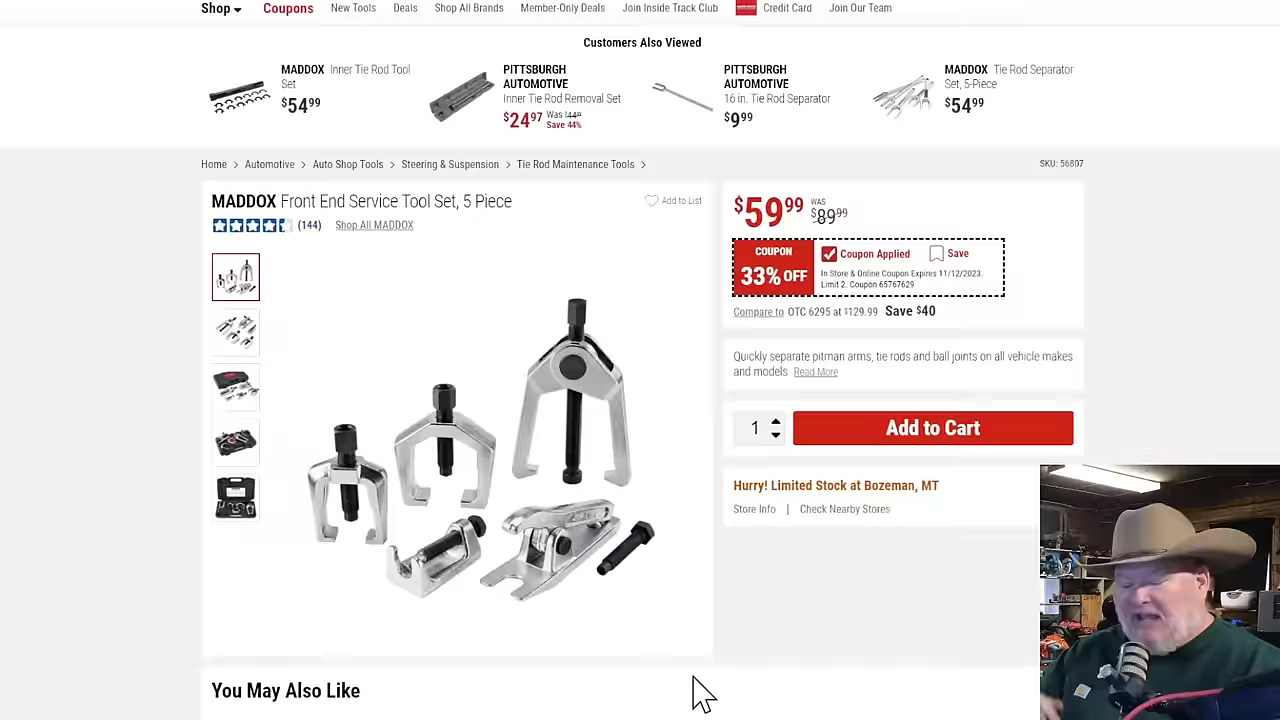 Shop Coupons New Tools Deals Shop All Brands Member-Only Deals Join Inside Track Club Credit Card Join Our Team
Customers Also Viewed
MADDOX Inner Tie Rod Tool
Set
$54 99
PITTSBURGH
AUTOMOTIVE
Inner Tie Rod Removal Set
$24 97 Was $44 99
Save 44%
PITTSBURGH
AUTOMOTIVE
16 in. Tie Rod Separator
$9 99
MADDOX Tie Rod Separator
Set, 5-Piece
$54 99
Home > Automotive > Auto Shop Tools > Steering & Suspension > Tie Rod Maintenance Tools >
SKU: 56807
MADDOX Front End Service Tool Set, 5 Piece
Add to List
(144) Shop All MADDOX
$59 99 WAS
$89 99
COUPON
33% OFF
Coupon Applied Save
In Store & Online Coupon Expires 11/12/2023.
Limit 2. Coupon 65767629
Compare to OTC 6295 at $129.99 Save $40
Quickly separate pitman arms, tie rods and ball joints on all vehicle makes
and models Read More
1 Add to Cart
Hurry! Limited Stock at Bozeman, MT
Store Info | Check Nearby Stores
You May Also Like